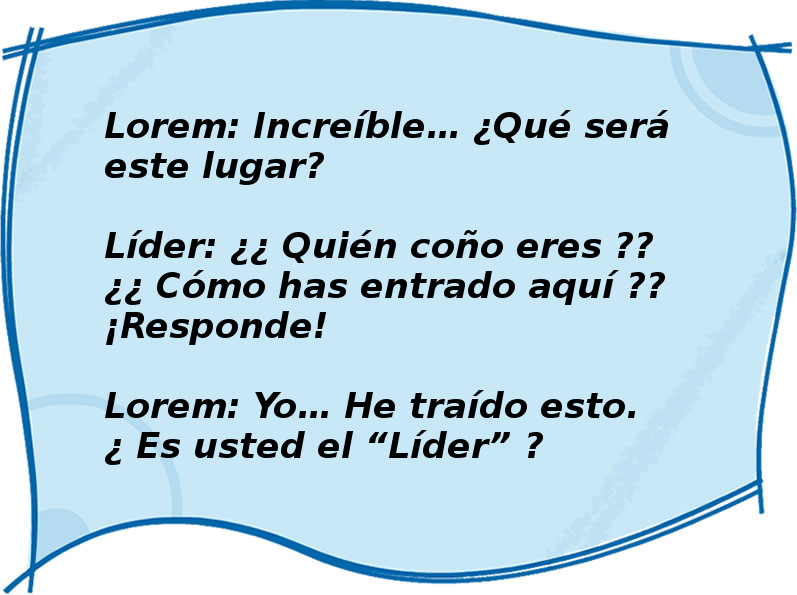 Lorem: Increíble… ¿Qué será
este lugar?
Líder: ¿¿ Quién coño eres ??
¿¿ Cómo has entrado aquí ??
¡Responde!
Lorem: Yo… He traído esto.
¿ Es usted el “Líder” ?